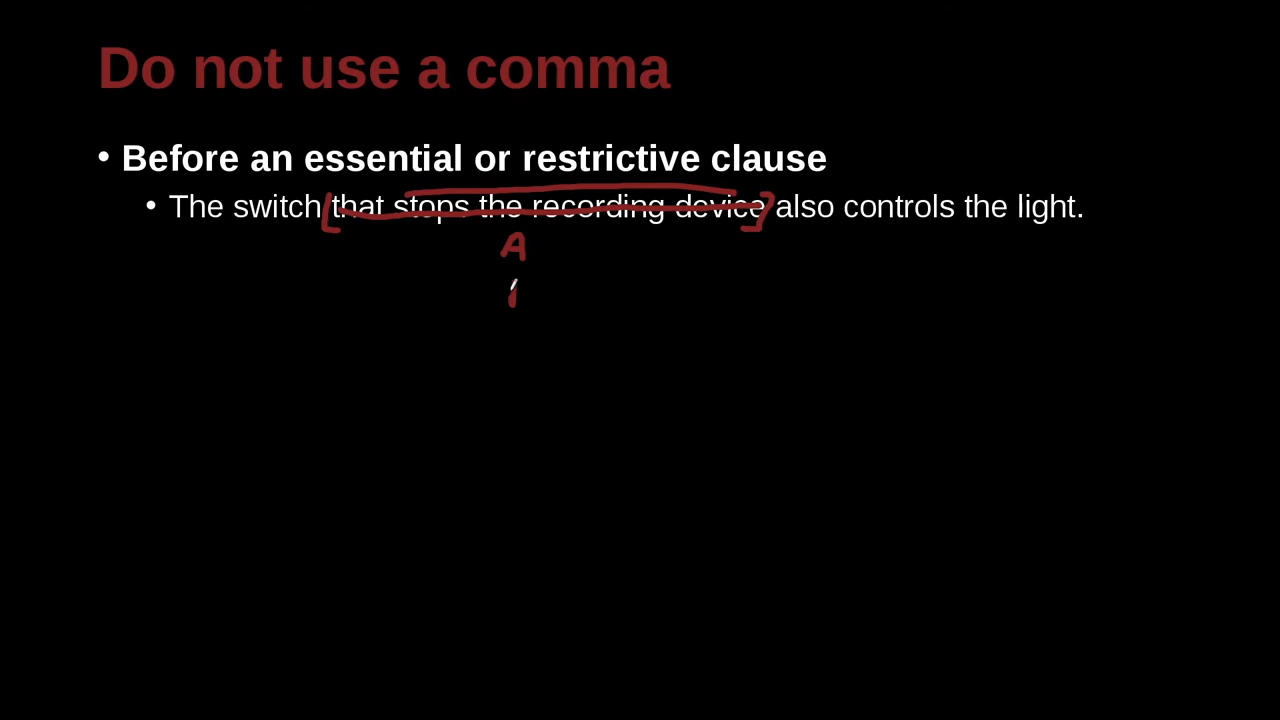 Do not use a comma
• Before an essential or restrictive clause
• The switch [that stops the recording device] also controls the light.
A